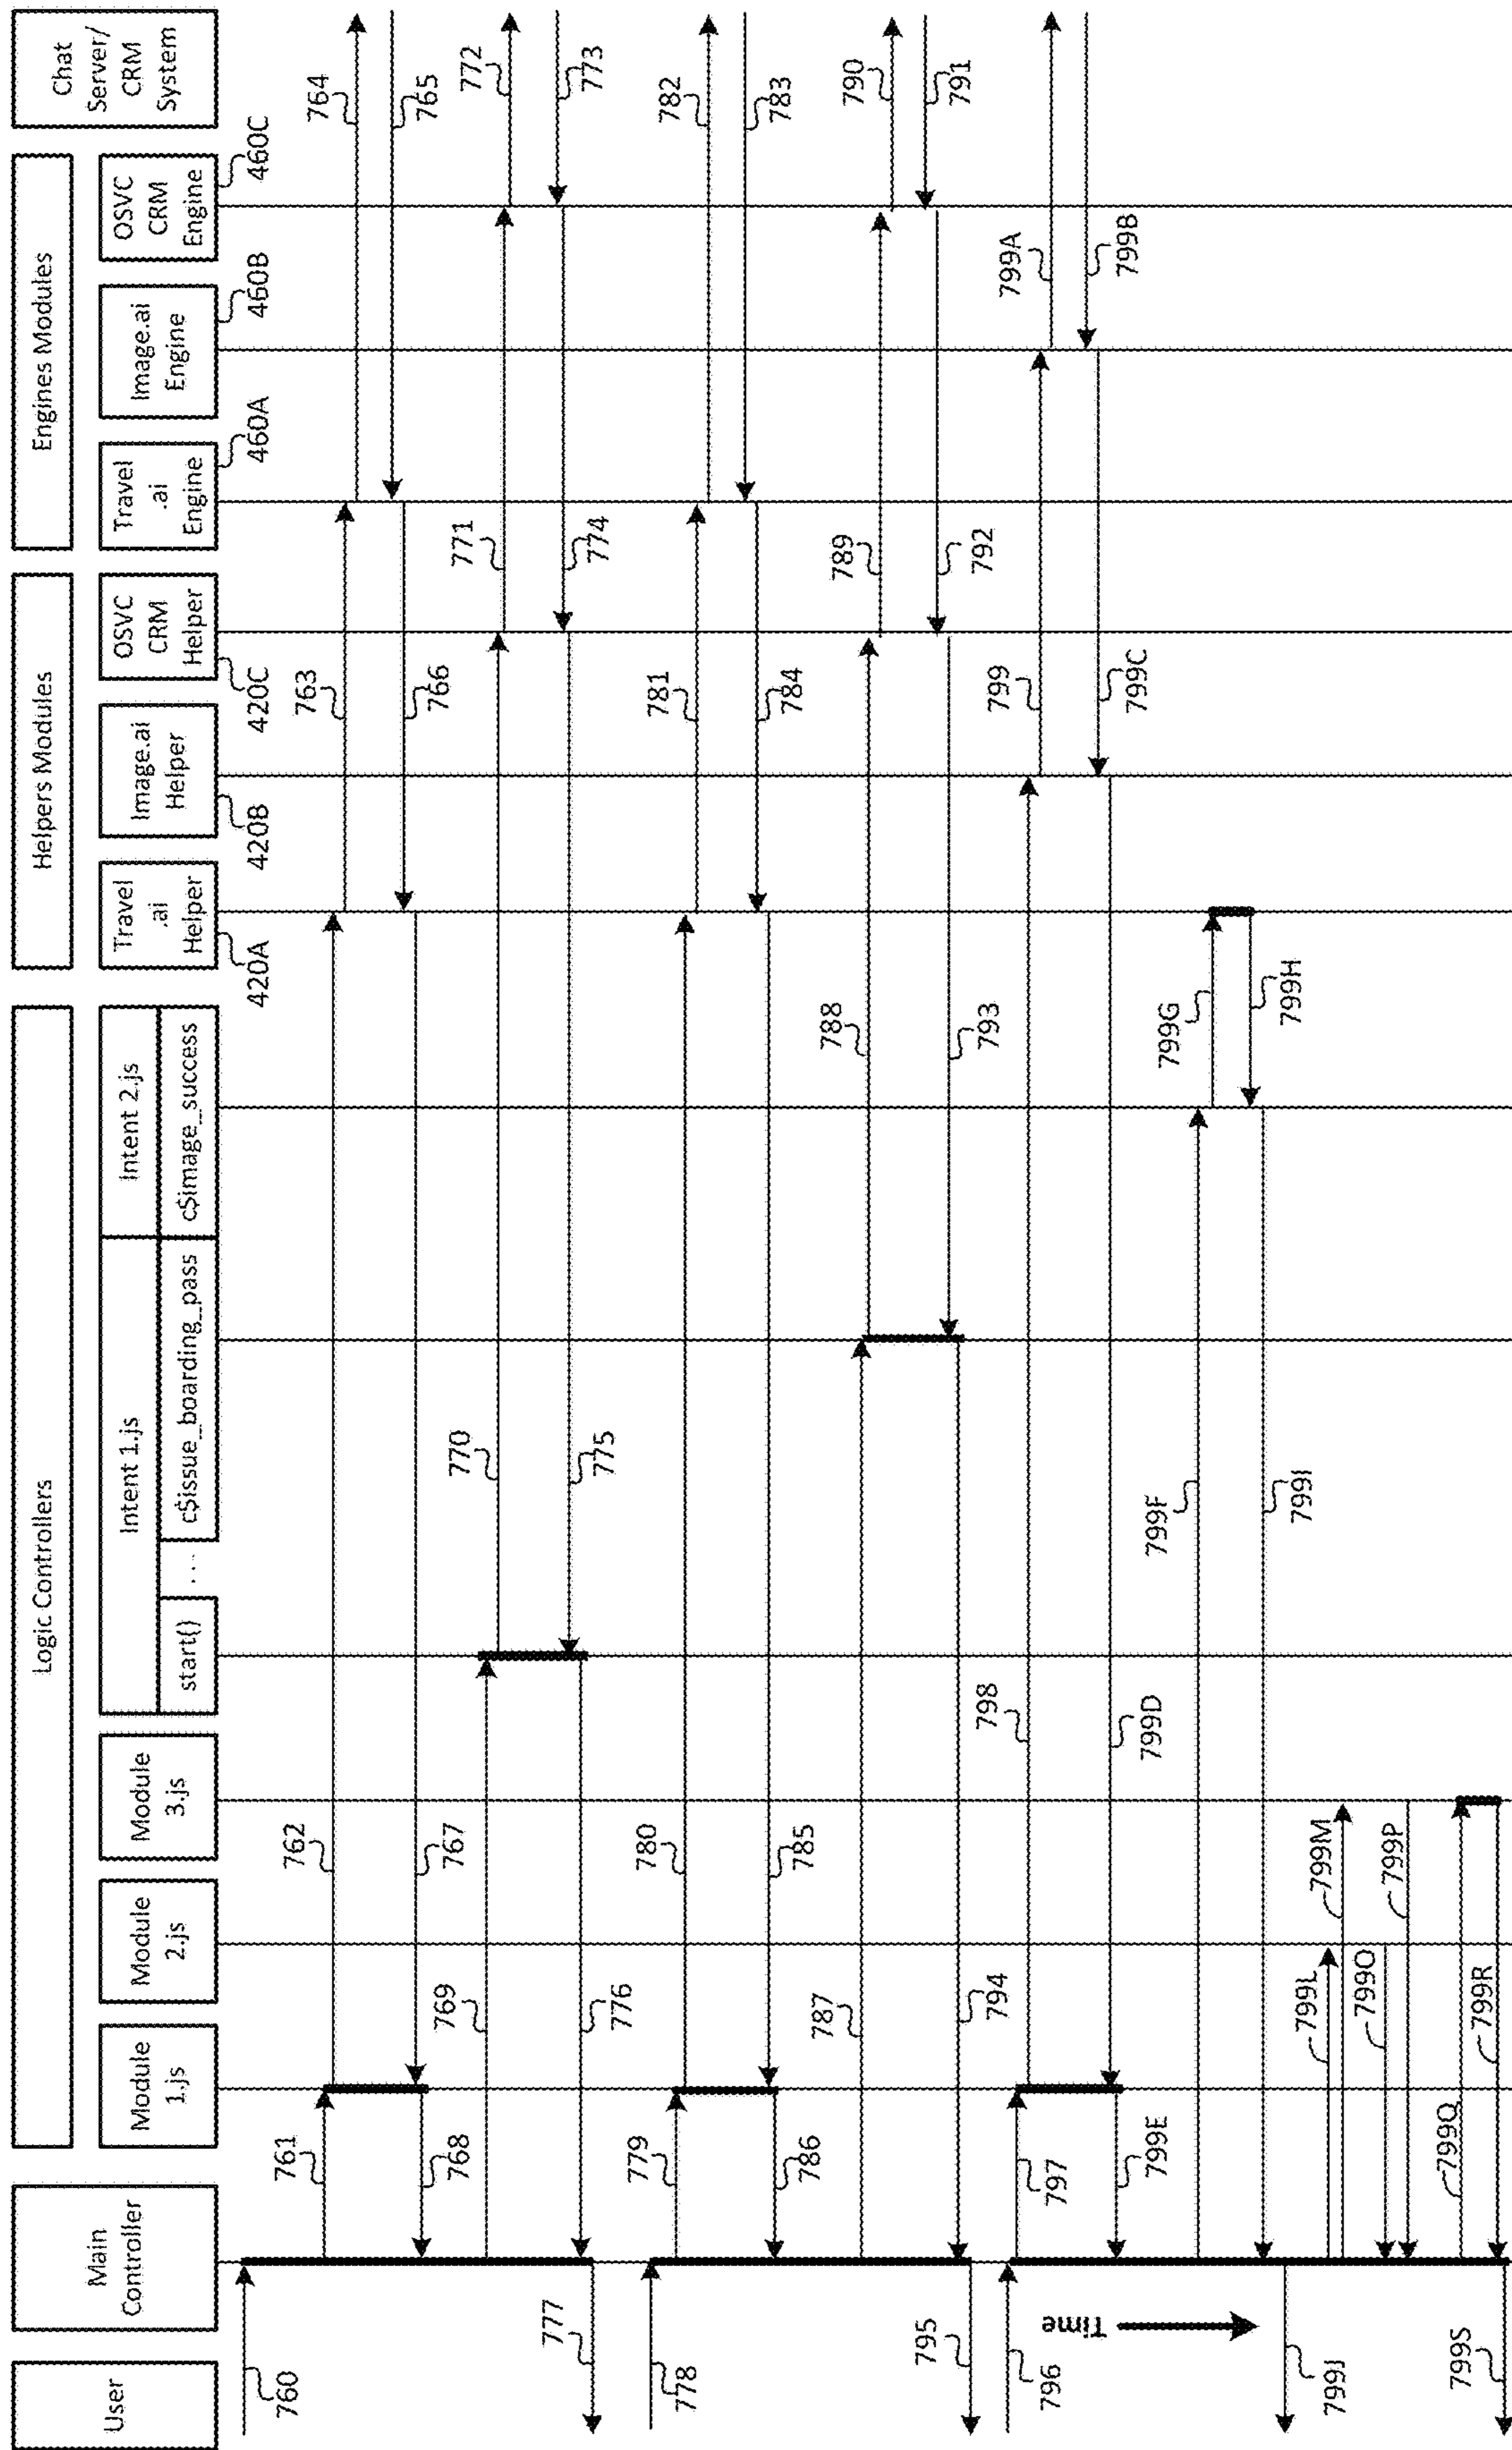 User
Main
Controller
Logic Controllers
Module
1.js
Module
2.js
Module
3.js
Intent 1.js
start()
...
c$issue_boarding_pass
Intent 2.js
c$image_success
Helpers Modules
Travel
.ai
Helper
420A
Image.ai
Helper
420B
OSVC
CRM
Helper
420C
Engines Modules
Travel
.ai
Engine
460A
Image.ai
Engine
460B
OSVC
CRM
Engine
460C
Chat
Server/
CRM
System
760
761
762
763
764
765
766
767
768
769
770
771
772
773
774
775
776
777
778
779
780
781
782
783
784
785
786
787
788
789
790
791
792
793
794
795
796
797
798
799
799A
799B
799C
799D
799E
799F
799G
799H
799I
799J
799L
799M
799O
799P
799Q
799R
799S
Time